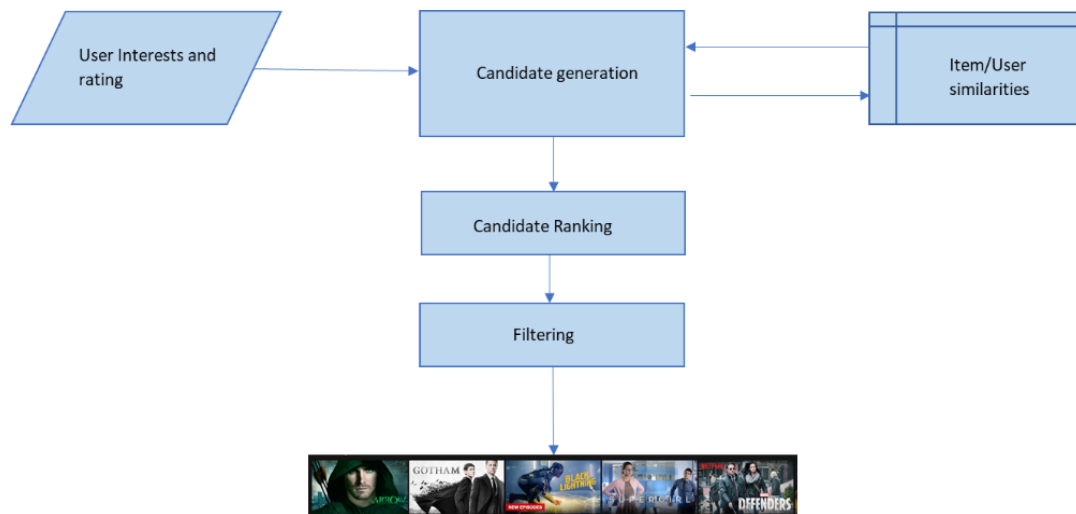 User Interests and
rating
Candidate generation
Item/User
similarities
Candidate Ranking
Filtering
ARROW
GOTHAM
BLACK
LIGHTNING
NEW EPISODES
SUPERGIRL
NETFLIX
DEFENDERS